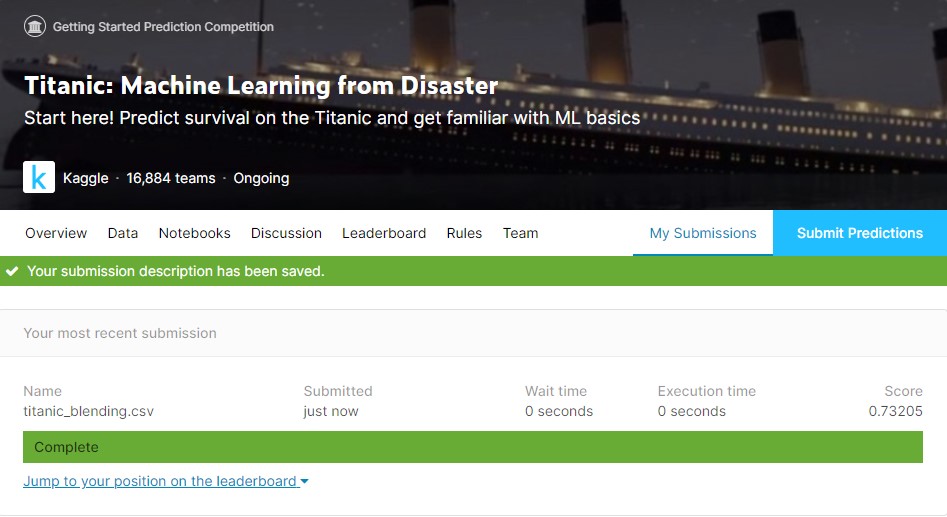 Getting Started Prediction Competition
Titanic: Machine Learning from Disaster
Start here! Predict survival on the Titanic and get familiar with ML basics
k Kaggle · 16,884 teams · Ongoing
Overview Data Notebooks Discussion Leaderboard Rules Team My Submissions Submit Predictions
Your submission description has been saved.
Your most recent submission
Name Submitted Wait time Execution time Score
titanic_blending.csv just now 0 seconds 0 seconds 0.73205
Complete
Jump to your position on the leaderboard